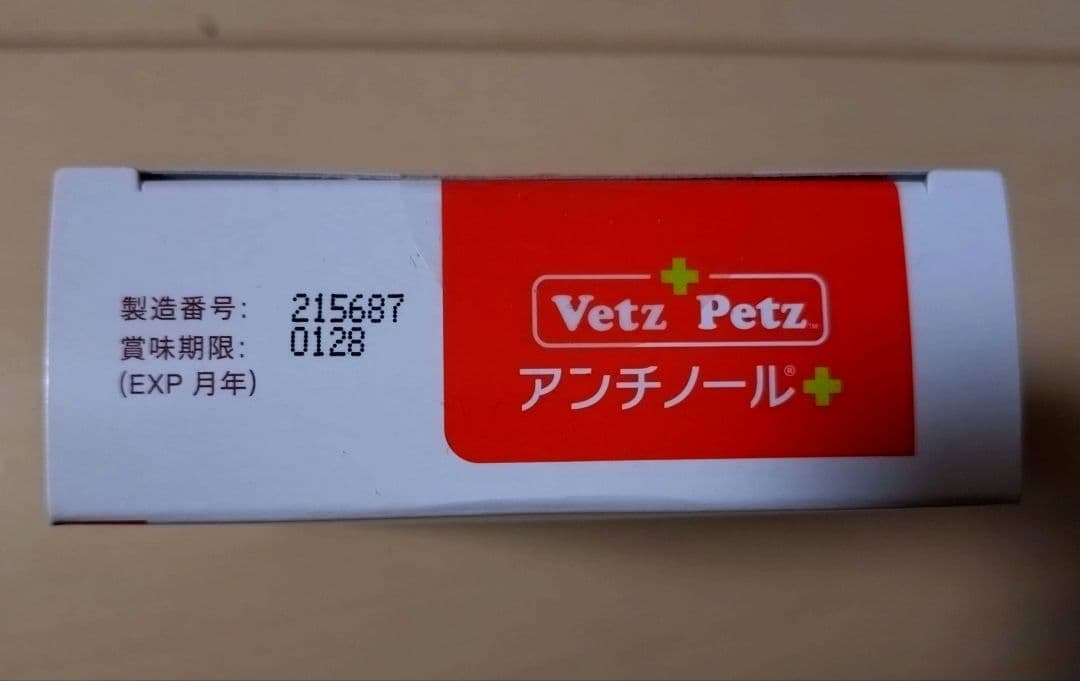 製造番号: 215687
賞味期限: 0128
(EXP 月年)
Vetz Petz™
アンチノール®+